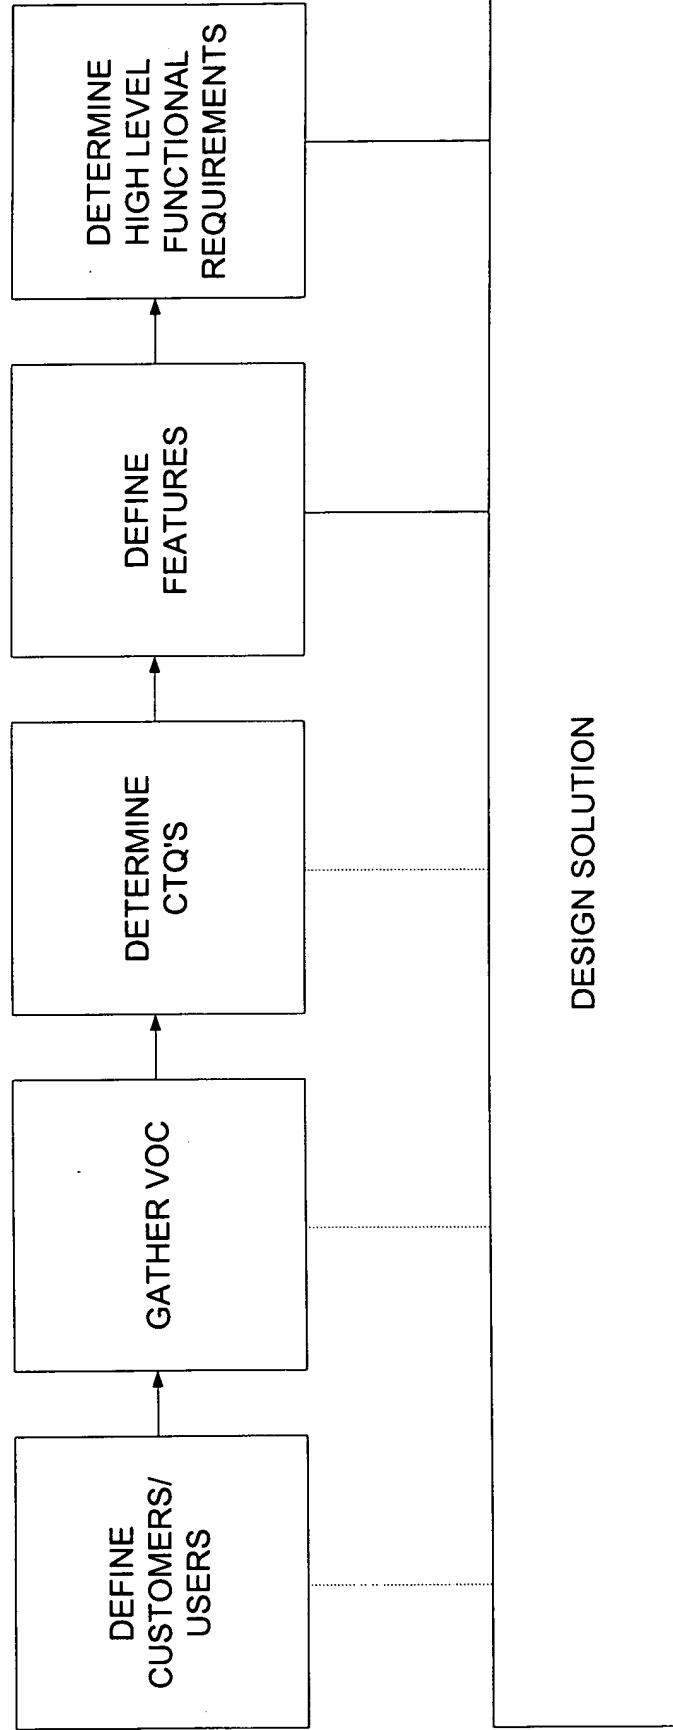 DEFINE
CUSTOMERS/
USERS
GATHER VOC
DETERMINE
CTQ'S
DEFINE
FEATURES
DETERMINE
HIGH LEVEL
FUNCTIONAL
REQUIREMENTS
DESIGN SOLUTION